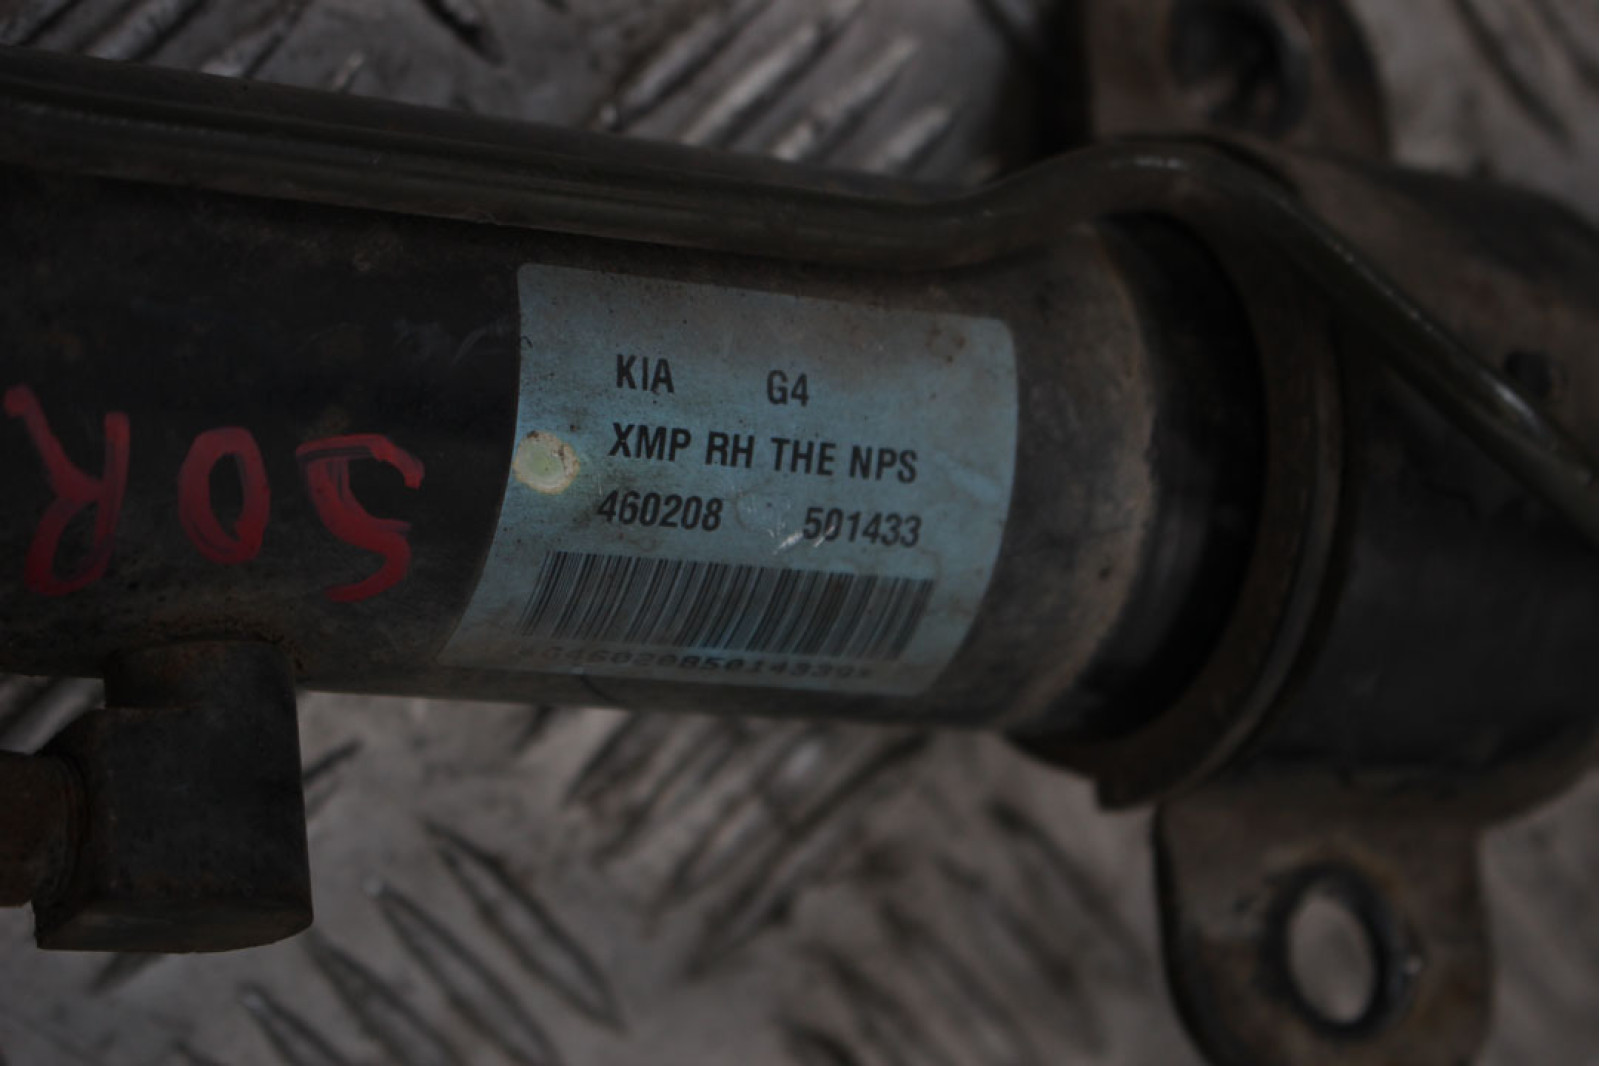 KIA G4
XMP RH THE NPS
460208 501433
SOR